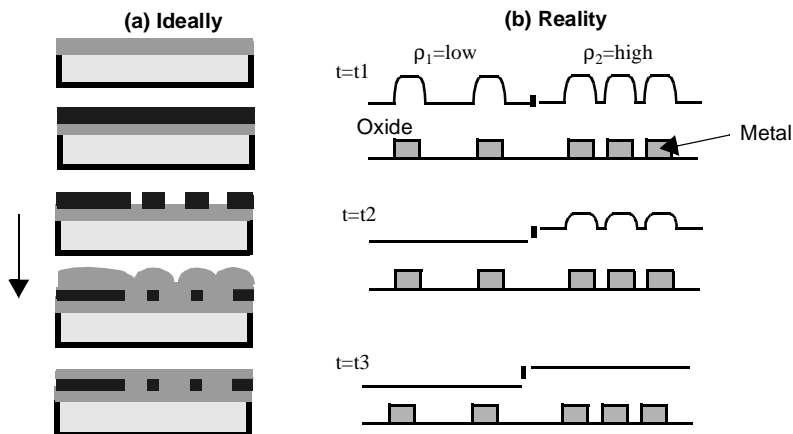 (a) Ideally
(b) Reality
ρ1=low
ρ2=high
t=t1
Oxide
Metal
t=t2
t=t3